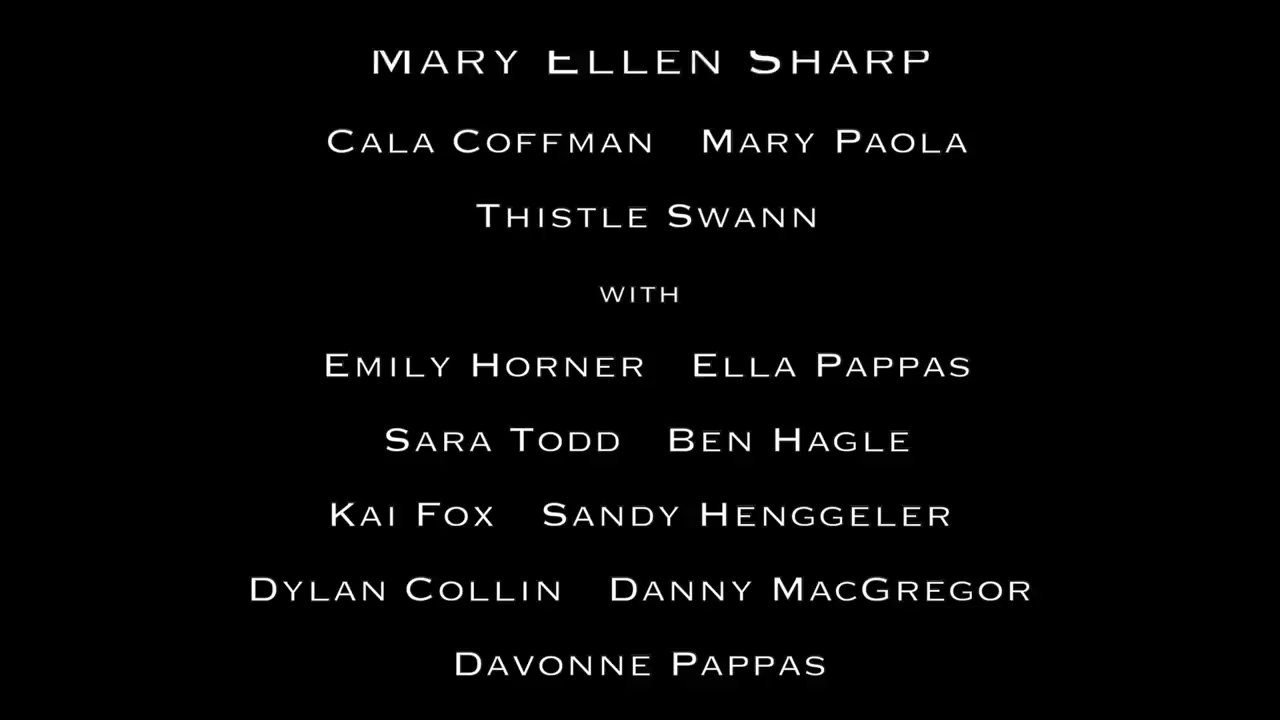 Mary Ellen Sharp
Cala Coffman Mary Paola
Thistle Swann
with
Emily Horner Ella Pappas
Sara Todd Ben Hagle
Kai Fox Sandy Henggeler
Dylan Collin Danny MacGregor
Davonne Pappas